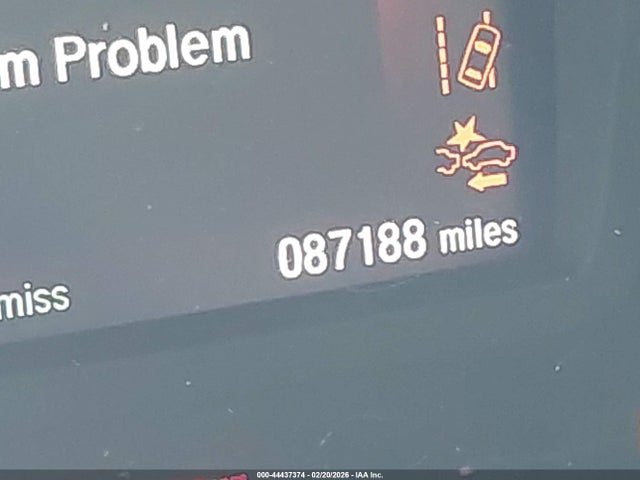 m Problem
087188 miles
miss
000-44437374 - 02/20/2026 - IAA Inc.